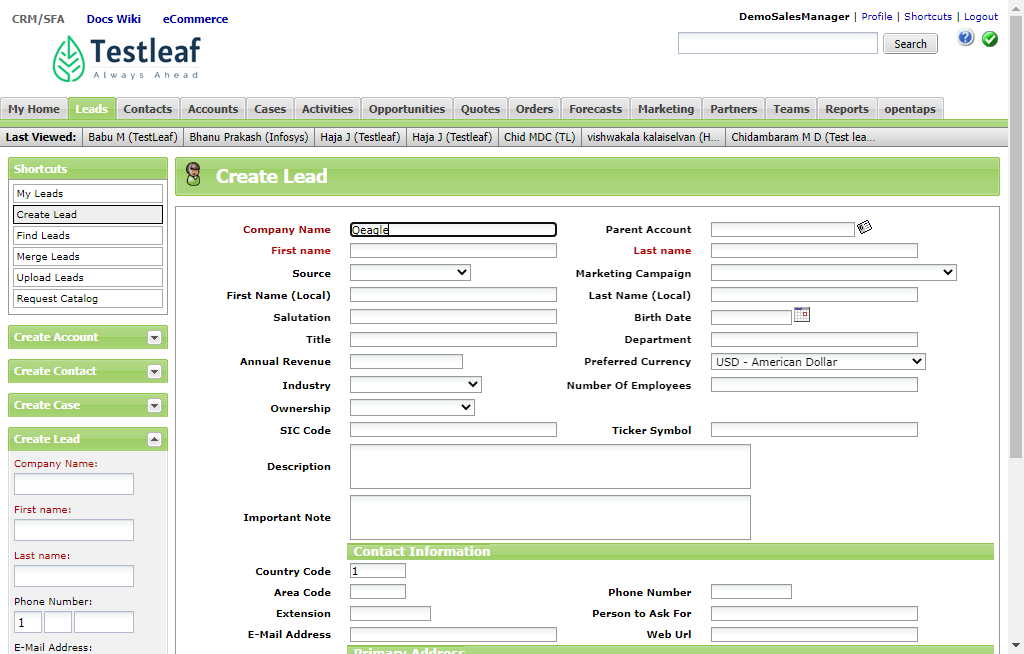 CRM/SFA Docs Wiki eCommerce
DemoSalesManager | Profile | Shortcuts | Logout
Testleaf
Always Ahead
Search
?
My Home Leads Contacts Accounts Cases Activities Opportunities Quotes Orders Forecasts Marketing Partners Teams Reports opentaps
Last Viewed: Babu M (TestLeaf) Bhanu Prakash (Infosys) Haja J (Testleaf) Haja J (Testleaf) Chid MDC (TL) vishwakala kalaiselvan (H... Chidambaram M D (Test lea...
Shortcuts
My Leads
Create Lead
Find Leads
Merge Leads
Upload Leads
Request Catalog
Create Account
Create Contact
Create Case
Create Lead
Company Name:
First name:
Last name:
Phone Number:
1
E-Mail Address:
Create Lead
Company Name Qeagle Parent Account
First name Last name
Source Marketing Campaign
First Name (Local) Last Name (Local)
Salutation Birth Date
Title Department
Annual Revenue Preferred Currency USD - American Dollar
Industry Number Of Employees
Ownership
SIC Code Ticker Symbol
Description
Important Note
Contact Information
Country Code 1
Area Code Phone Number
Extension Person to Ask For
E-Mail Address Web Url
Primary Address